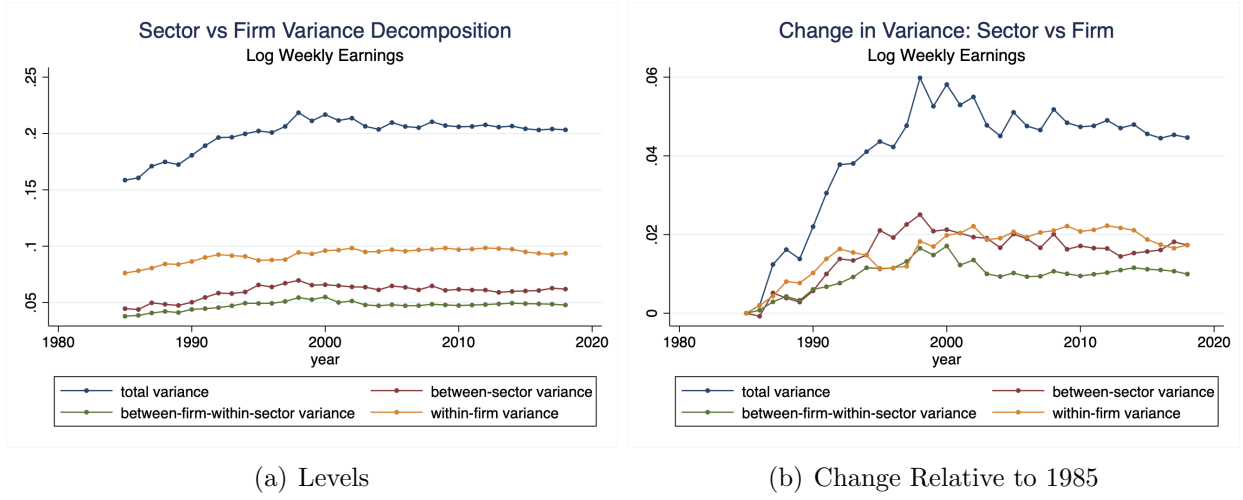 Sector vs Firm Variance Decomposition
Log Weekly Earnings
.25
.2
.15
.1
.05
1980
1990
2000
2010
2020
year
total variance
between-sector variance
between-firm-within-sector variance
within-firm variance
(a) Levels
Change in Variance: Sector vs Firm
Log Weekly Earnings
.06
.04
.02
0
1980
1990
2000
2010
2020
year
total variance
between-sector variance
between-firm-within-sector variance
within-firm variance
(b) Change Relative to 1985